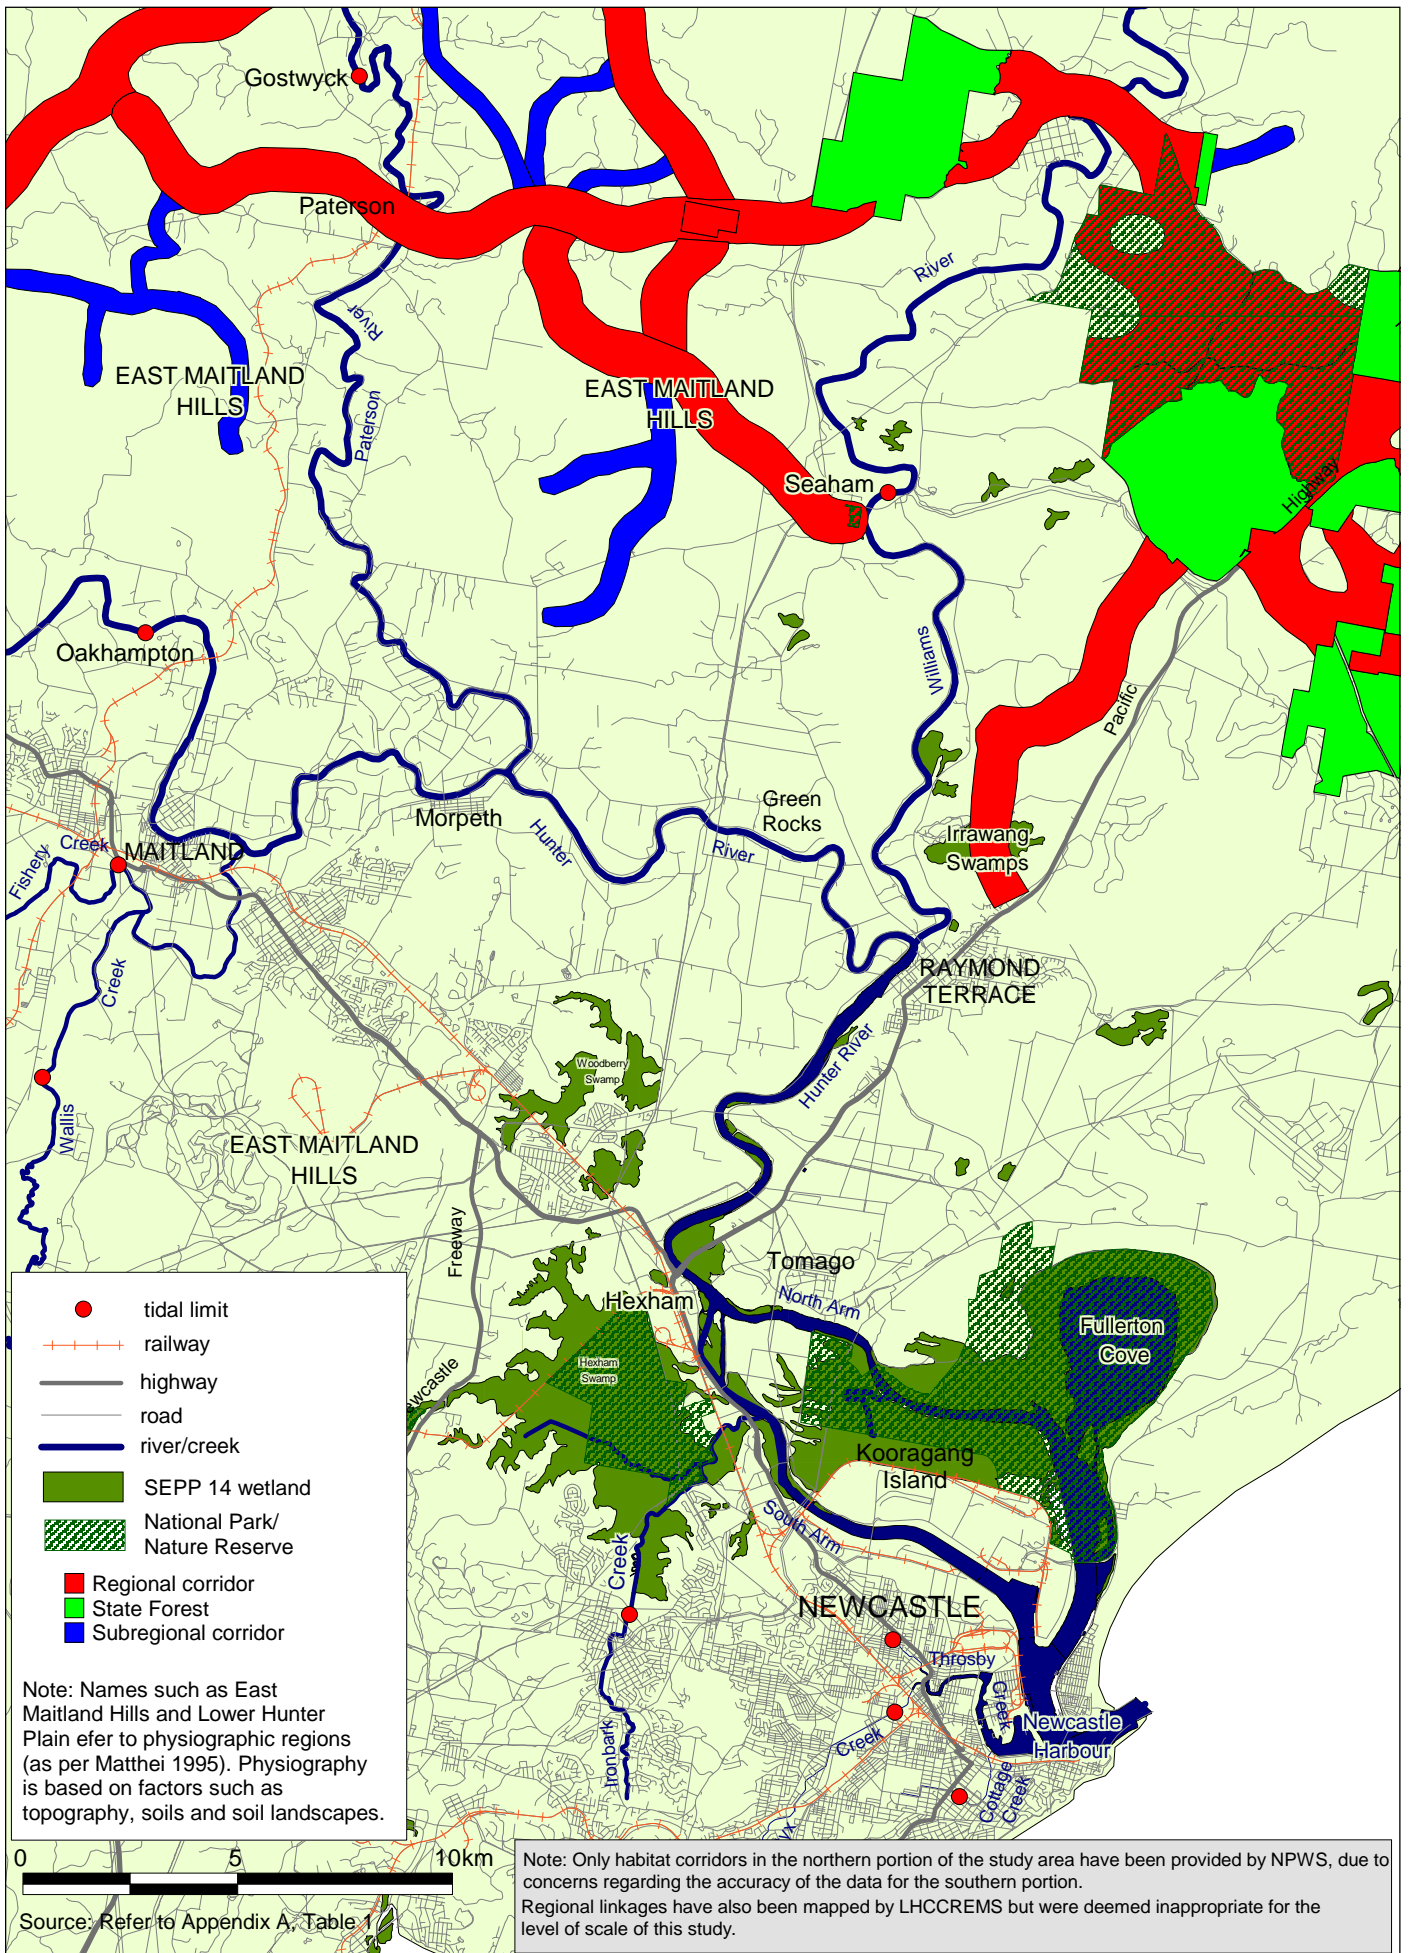 Gostwyck
Paterson
River
River
Paterson
EAST MAITLAND
HILLS
EAST MAITLAND
HILLS
Seaham
Highway
Oakhampton
Williams
Pacific
Morpeth
Hunter
River
Green
Rocks
Irrawang
Swamps
Fishery
Creek
MAITLAND
Creek
RAYMOND
TERRACE
Woodberry
Swamp
Hunter River
Wallis
EAST MAITLAND
HILLS
Freeway
Tomago
Hexham
North Arm
Fullerton
Cove
Hexham
Swamp
ewcastle
Kooragang
Island
South Arm
Creek
NEWCASTLE
Throsby
Creek
Newcastle
Harbour
Creek
Ironbark
Cottage
Creek
yx
tidal limit
railway
highway
road
river/creek
SEPP 14 wetland
National Park/
Nature Reserve
Regional corridor
State Forest
Subregional corridor
Note: Names such as East
Maitland Hills and Lower Hunter
Plain efer to physiographic regions
(as per Matthei 1995). Physiography
is based on factors such as
topography, soils and soil landscapes.
0 5 10km
Source: Refer to Appendix A, Table 1
Note: Only habitat corridors in the northern portion of the study area have been provided by NPWS, due to
concerns regarding the accuracy of the data for the southern portion.
Regional linkages have also been mapped by LHCCREMS but were deemed inappropriate for the
level of scale of this study.